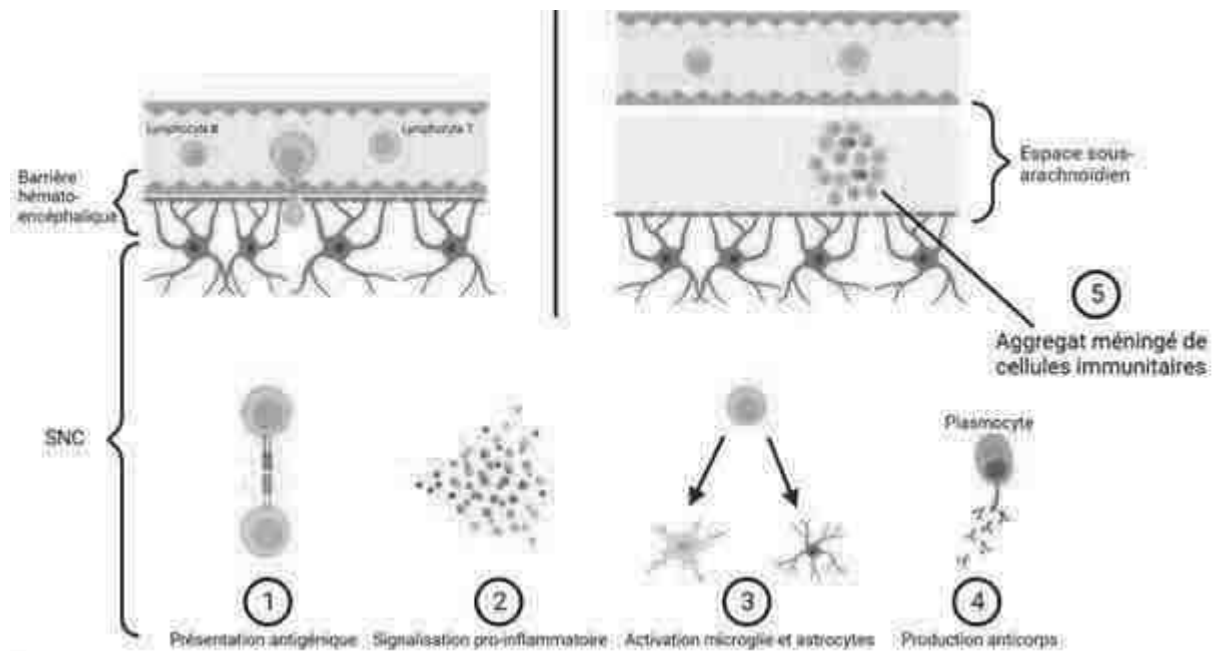 Lymphocyte B
Lymphocyte T
Barrière
hémato-
encéphalique
Espace sous-
arachnoïdien
5
Aggregat méningé de
cellules immunitaires
SNC
Plasmocyte
1
2
3
4
Présentation antigénique
Signalisation pro-inflammatoire
Activation microglie et astrocytes
Production anticorps